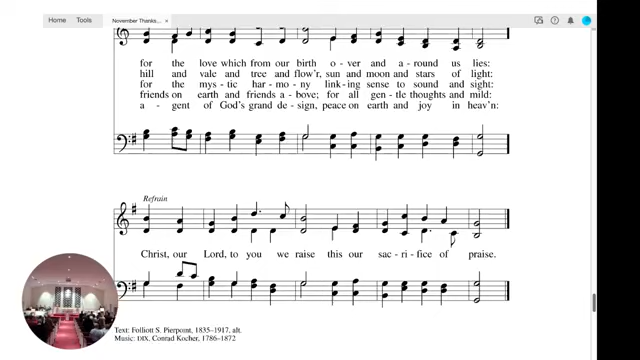 Home Tools November Thanks...
for the love which from our birth o - ver and a - round us lies:
hill and vale and tree and flow'r, sun and moon and stars of light:
for the mys - tic har - mo - ny link - ing sense to sound and sight:
friends on earth and friends a - bove; for all gen - tle thoughts and mild:
a - gent of God's grand de - sign, peace on earth and joy in heav'n:
Refrain
Christ, our Lord, to you we raise this our sac - ri - fice of praise.
Text: Folliott S. Pierpoint, 1835–1917, alt.
Music: DIX, Conrad Kocher, 1786–1872